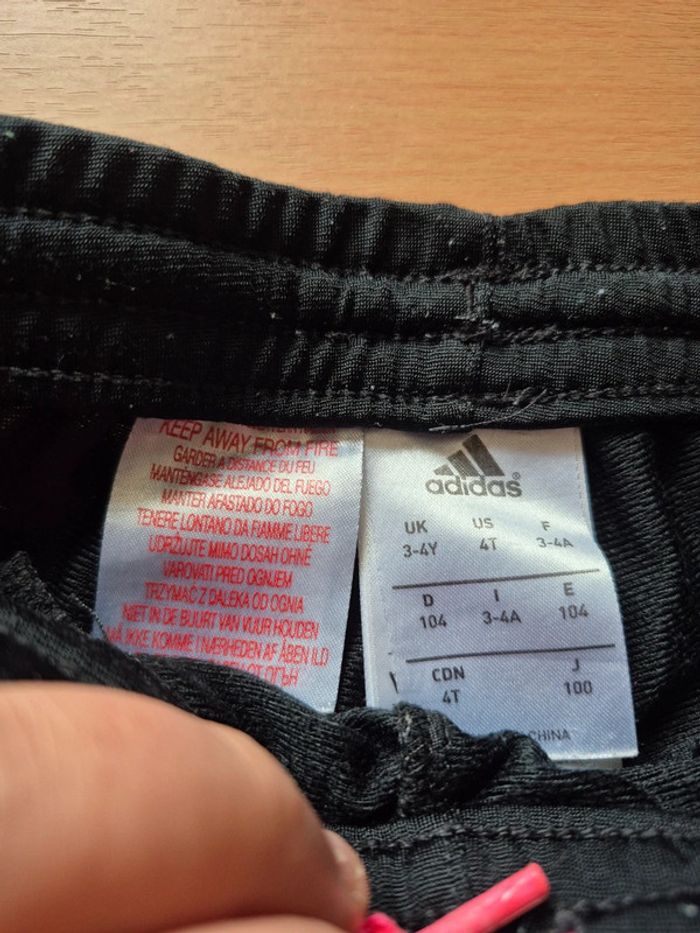 KEEP AWAY FROM FIRE
GARDER A DISTANCE DU FEU
MANTÉNGASE ALEJADO DEL FUEGO
MANTER AFASTADO DO FOGO
TENERE LONTANO DA FIAMME LIBERE
UDRŽUJTE MIMO DOSAH OHNĚ
VAROVATI PRED OGNJEM
TRZYMAĆ Z DALEKA OD OGNIA
NIET IN DE BUURT VAN VUUR HOUDEN
MÅ IKKE KOMME I NÆRHEDEN AF ÅBEN ILD
ОТ ОГЪН
adidas
UK US F
3-4Y 4T 3-4A
D I E
104 3-4A 104
CDN J
4T 100
CHINA